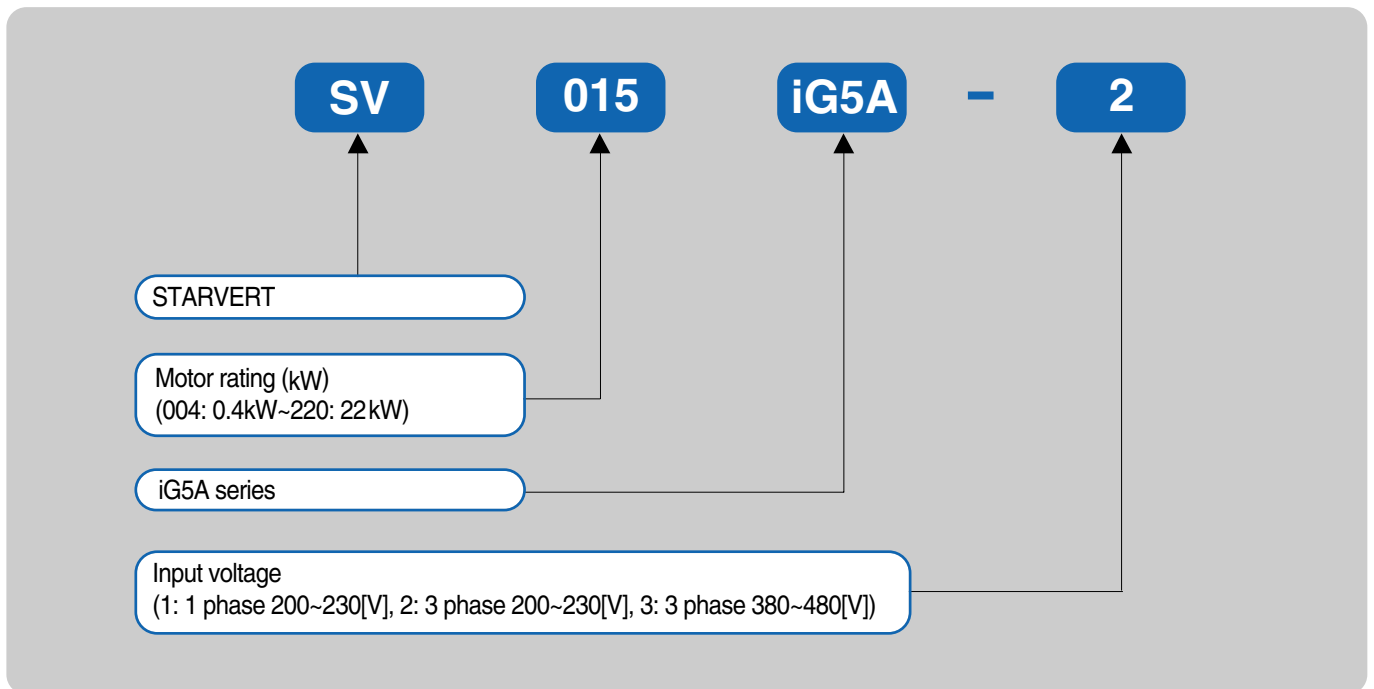 SV 015 iG5A - 2
STARVERT
Motor rating (kW)
(004: 0.4kW~220: 22kW)
iG5A series
Input voltage
(1: 1 phase 200~230[V], 2: 3 phase 200~230[V], 3: 3 phase 380~480[V])